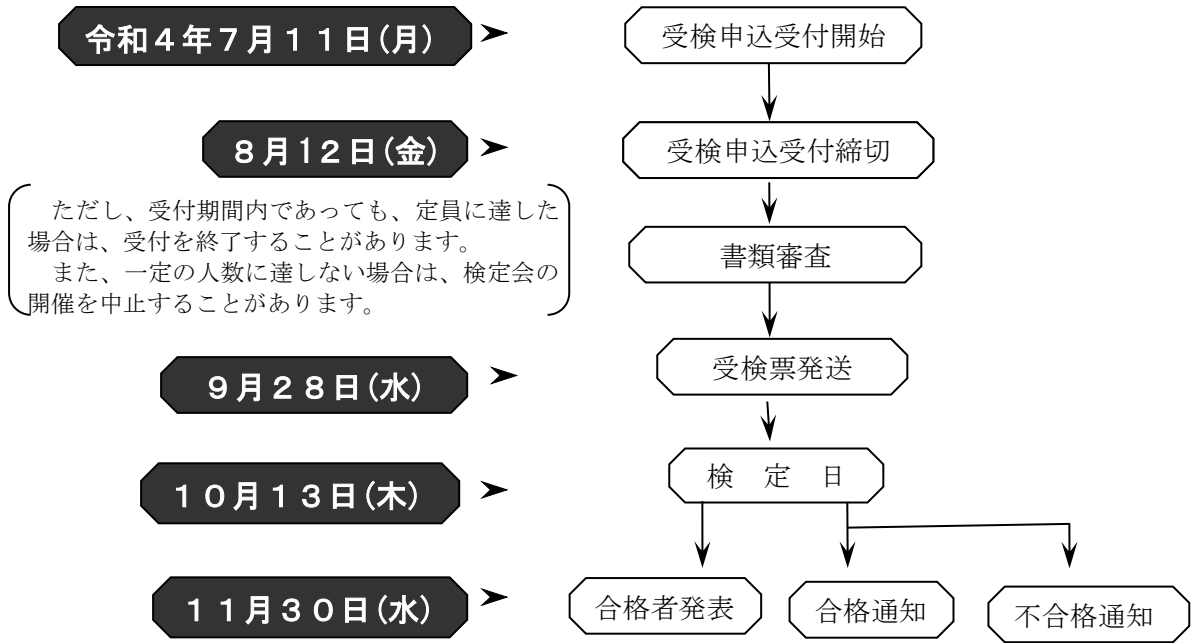 令和４年７月１１日(月)
受検申込受付開始
８月12日(金)
受検申込受付締切
ただし、受付期間内であっても、定員に達した
場合は、受付を終了することがあります。
また、一定の人数に達しない場合は、検定会の
開催を中止することがあります。
書類審査
９月２８日(水)
受検票発送
１０月１３日(木)
検　定　日
１１月３０日(水)
合格者発表
合格通知
不合格通知